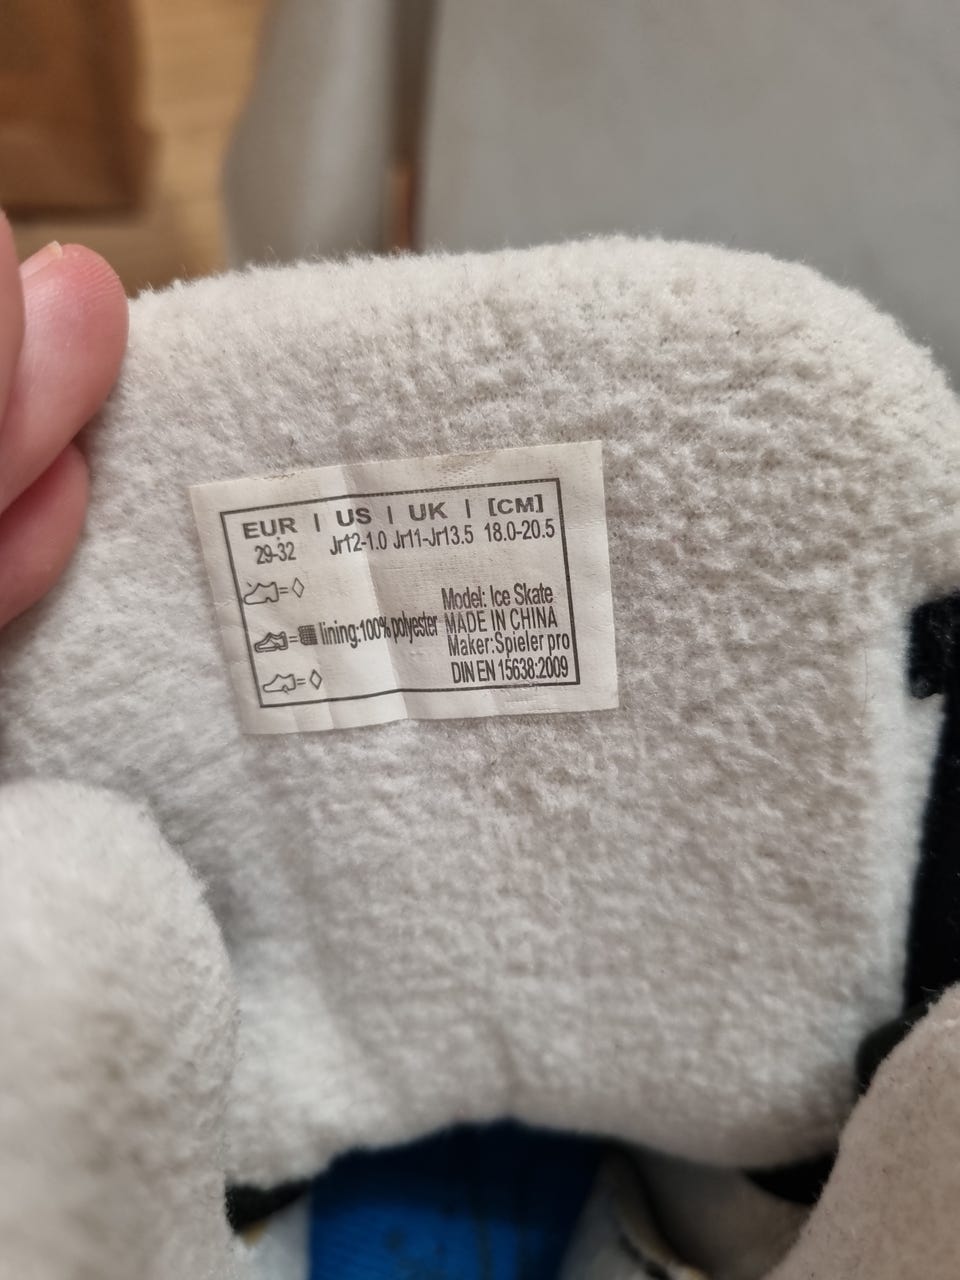 EUR | US | UK | [CM]
29-32 Jr12-1.0 Jr11-Jr13.5 18.0-20.5
Model: Ice Skate
lining:100% polyester MADE IN CHINA
Maker:Spieler pro
DIN EN 15638:2009